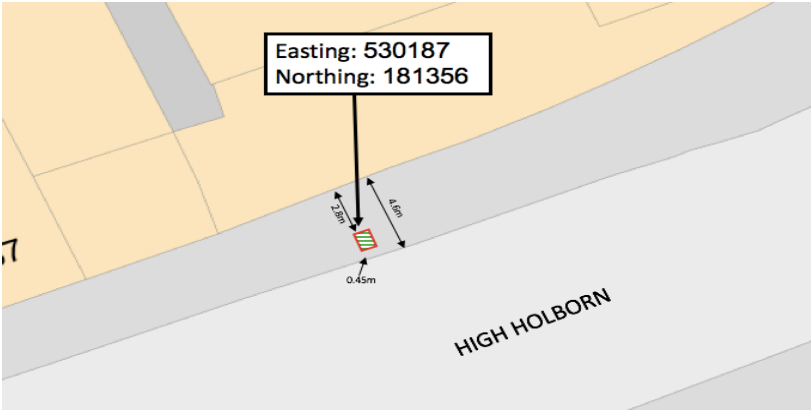 Easting: 530187
Northing: 181356
2.8m
4.6m
0.45m
HIGH HOLBORN